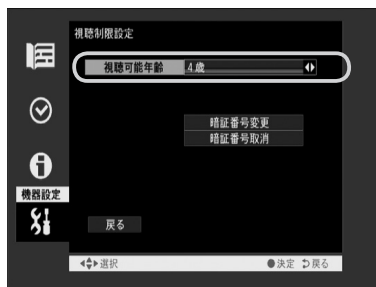 視聴制限設定
視聴可能年齢 4歳
暗証番号変更
暗証番号取消
機器設定
戻る
選択 決定 戻る